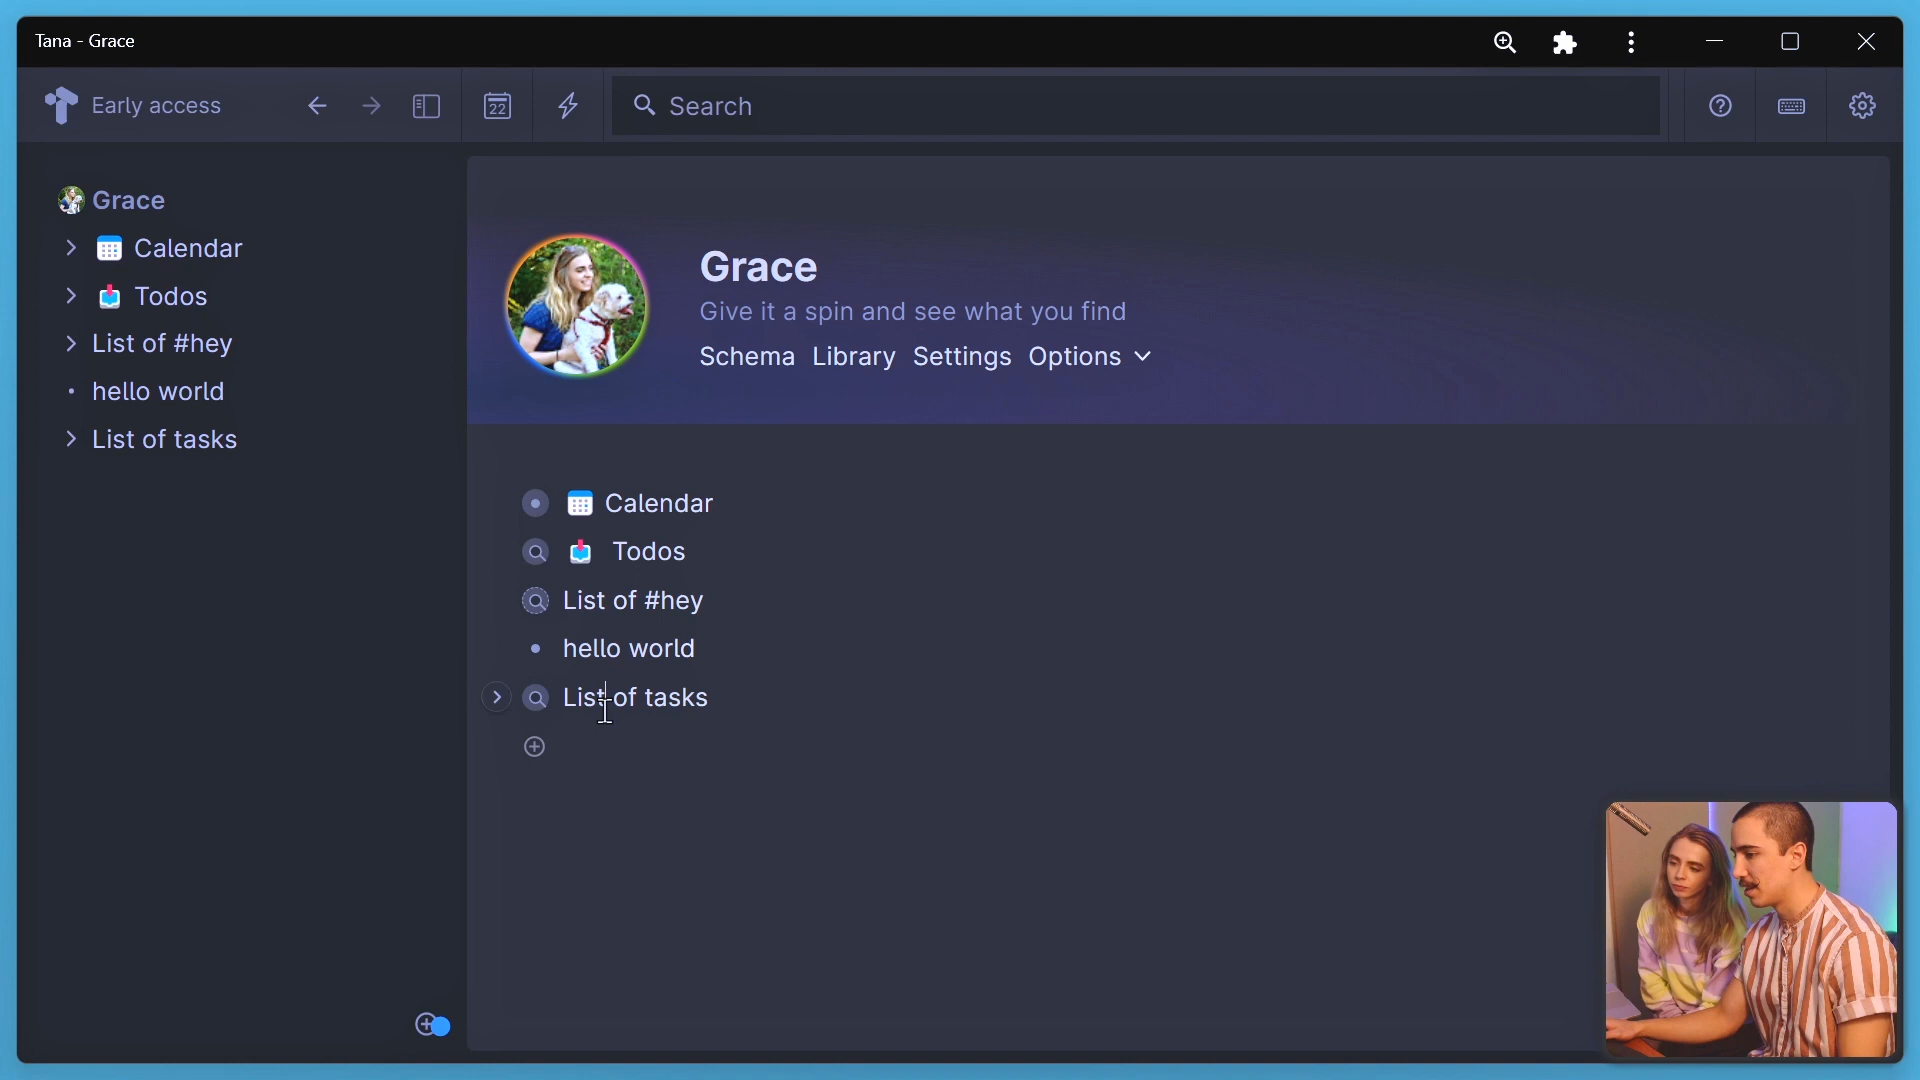 Tana - Grace
Early access
22
Search
Grace
Calendar
Todos
List of #hey
hello world
List of tasks
Grace
Give it a spin and see what you find
Schema Library Settings Options
Calendar
Todos
List of #hey
hello world
List of tasks